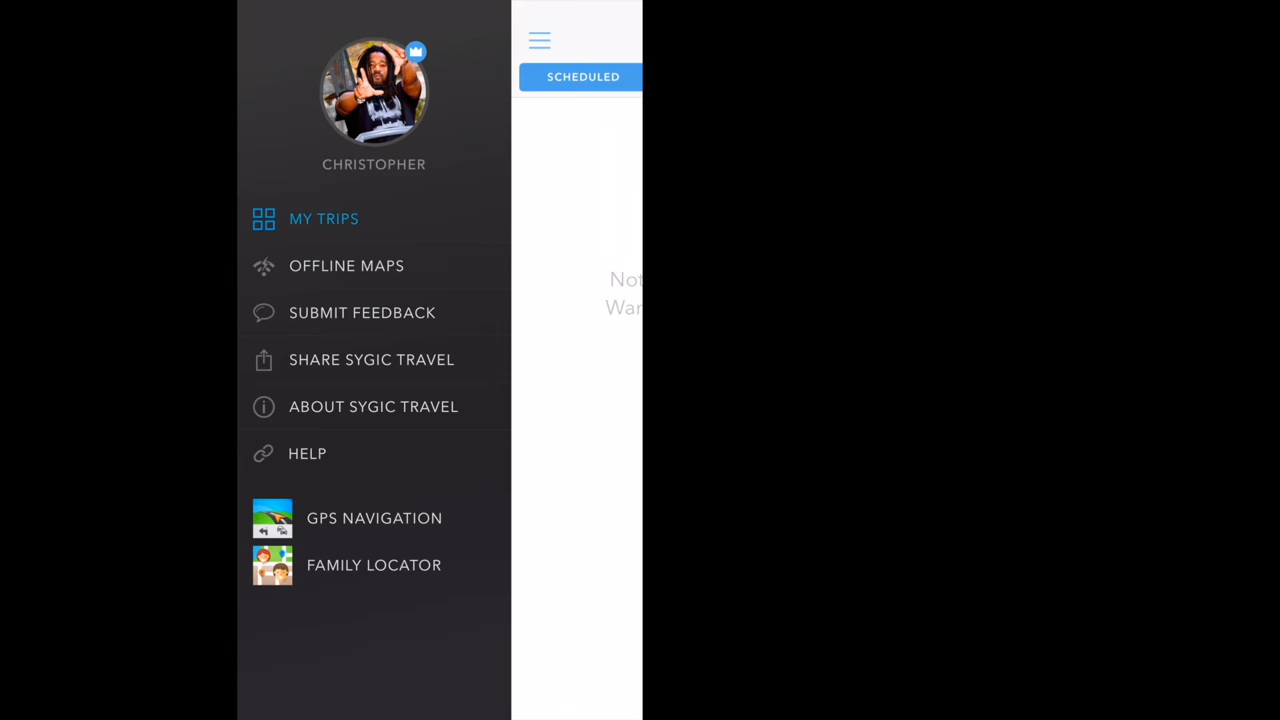 CHRISTOPHER
MY TRIPS
OFFLINE MAPS
SUBMIT FEEDBACK
SHARE SYGIC TRAVEL
ABOUT SYGIC TRAVEL
HELP
GPS NAVIGATION
FAMILY LOCATOR
SCHEDULED
Not